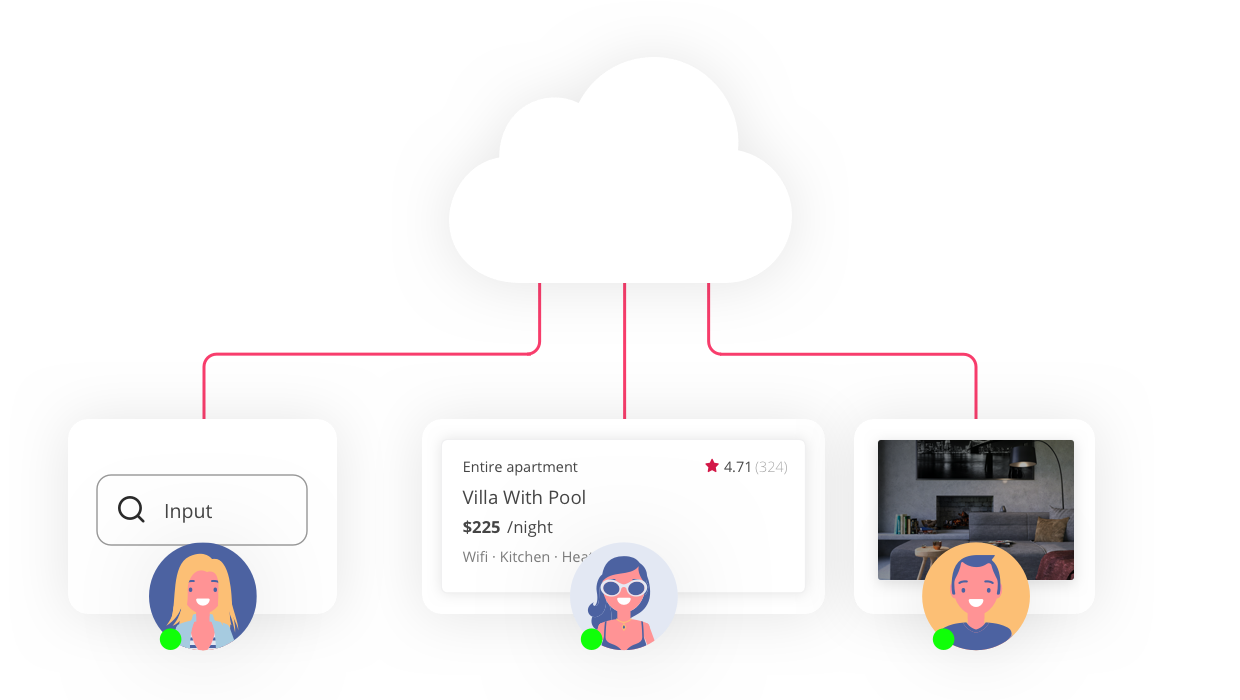 Input
Entire apartment
4.71 (324)
Villa With Pool
$225 /night
Wifi · Kitchen ·